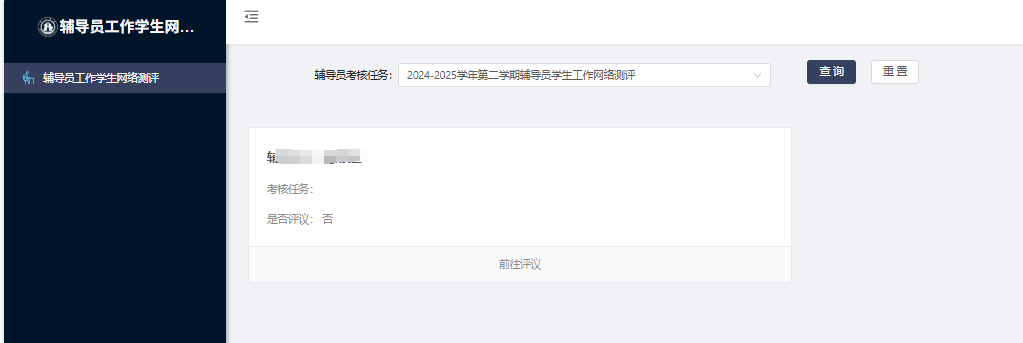 辅导员工作学生网...
辅导员工作学生网络测评
辅导员考核任务: 2024-2025学年第二学期辅导员学生工作网络测评
查 询
重 置
考核任务:
是否评议: 否
前往评议